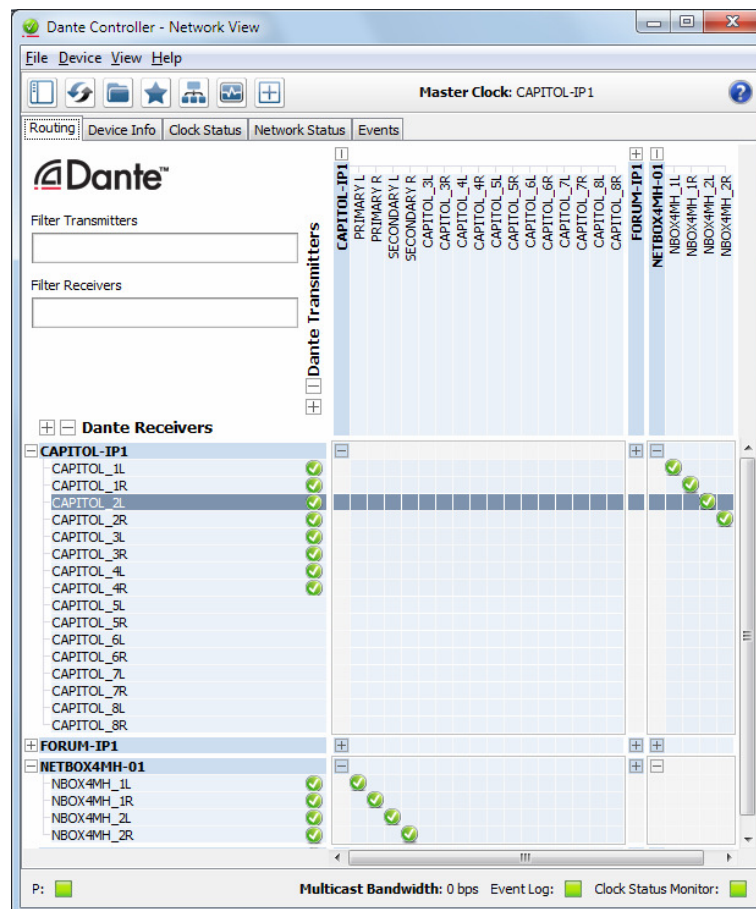 Dante Controller - Network View
File Device View Help
Master Clock: CAPITOL-IP1
Routing Device Info Clock Status Network Status Events
Dante™
Filter Transmitters
Filter Receivers
Dante Transmitters
CAPITOL-IP1
PRIMARY L
PRIMARY R
SECONDARY L
SECONDARY R
CAPITOL_3L
CAPITOL_3R
CAPITOL_4L
CAPITOL_4R
CAPITOL_5L
CAPITOL_5R
CAPITOL_6L
CAPITOL_6R
CAPITOL_7L
CAPITOL_7R
CAPITOL_8L
CAPITOL_8R
FORUM-IP1
NETBOX4MH-01
NBOX4MH_1L
NBOX4MH_1R
NBOX4MH_2L
NBOX4MH_2R
Dante Receivers
CAPITOL-IP1
CAPITOL_1L
CAPITOL_1R
CAPITOL_2L
CAPITOL_2R
CAPITOL_3L
CAPITOL_3R
CAPITOL_4L
CAPITOL_4R
CAPITOL_5L
CAPITOL_5R
CAPITOL_6L
CAPITOL_6R
CAPITOL_7L
CAPITOL_7R
CAPITOL_8L
CAPITOL_8R
FORUM-IP1
NETBOX4MH-01
NBOX4MH_1L
NBOX4MH_1R
NBOX4MH_2L
NBOX4MH_2R
P: Multicast Bandwidth: 0 bps Event Log: Clock Status Monitor: